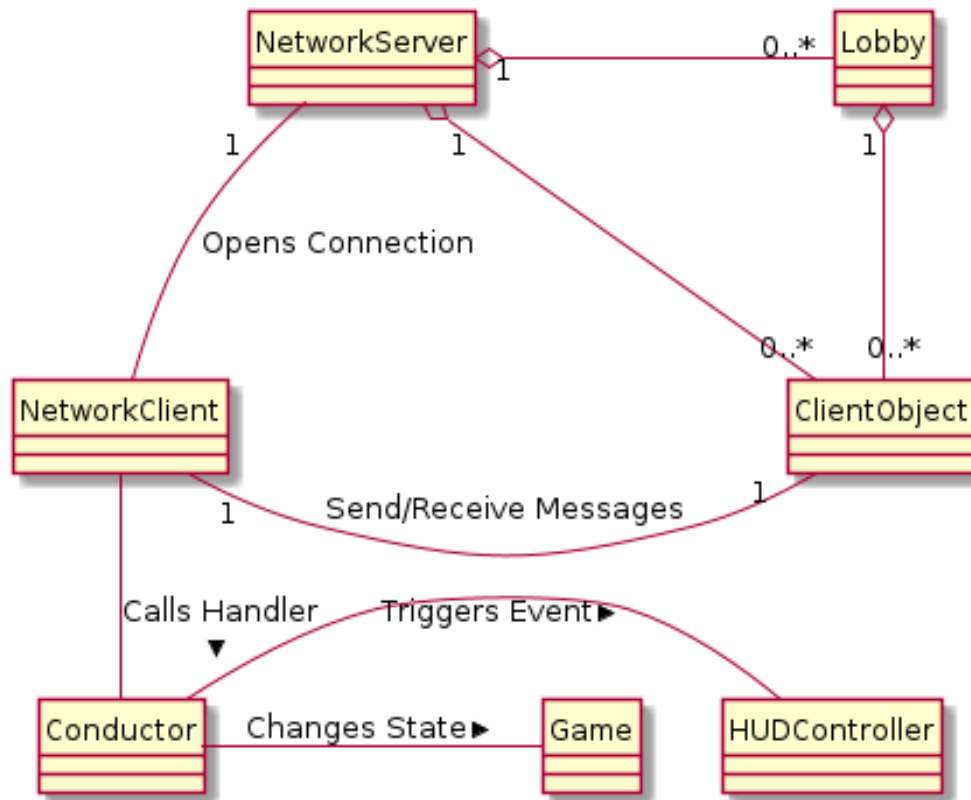 NetworkServer
0..*
Lobby
1
1
1
1
Opens Connection
0..*
0..*
NetworkClient
ClientObject
1
Send/Receive Messages
1
Calls Handler
▼
Triggers Event►
Conductor
Changes State►
Game
HUDController